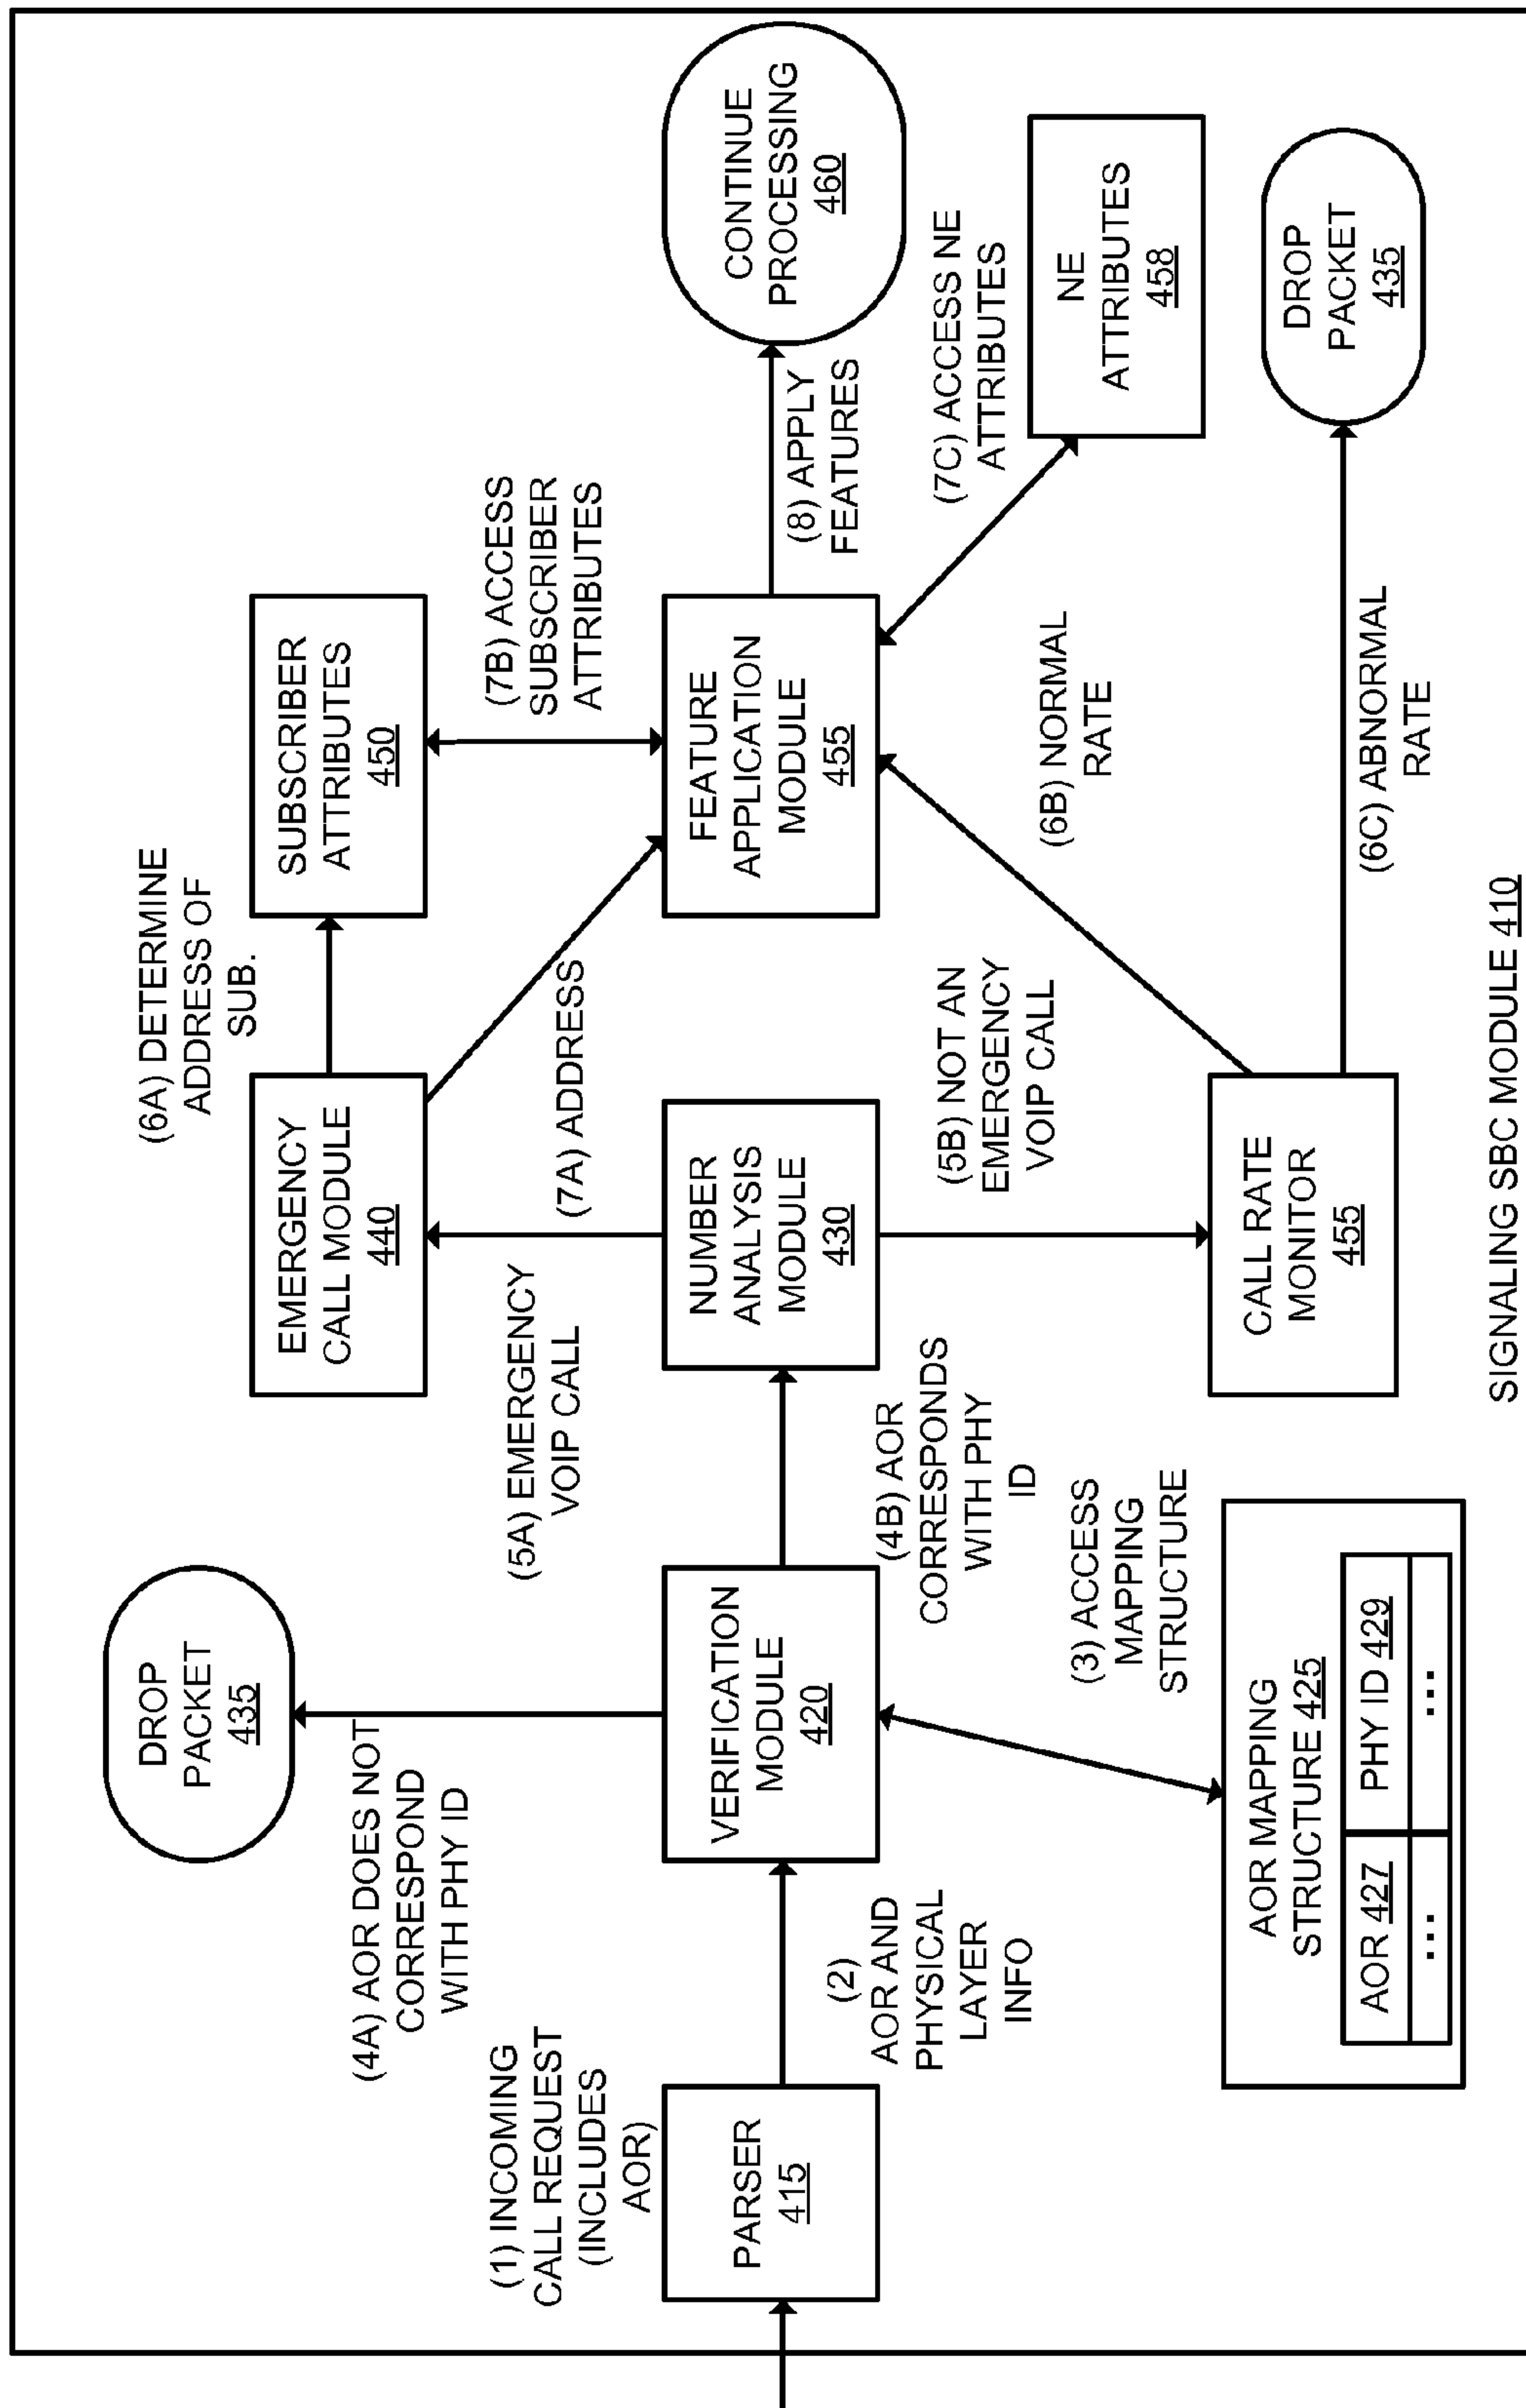 (1) INCOMING
CALL REQUEST
(INCLUDES
AOR)
PARSER
415
(2)
AOR AND
PHYSICAL
LAYER
INFO
DROP
PACKET
435
(4A) AOR DOES NOT
CORRESPOND
WITH PHY ID
VERIFICATION
MODULE
420
(3) ACCESS
MAPPING
STRUCTURE
AOR MAPPING
STRUCTURE 425
AOR 427
PHY ID 429
...
...
(4B) AOR
CORRESPONDS
WITH PHY
ID
(5A) EMERGENCY
VOIP CALL
EMERGENCY
CALL MODULE
440
NUMBER
ANALYSIS
MODULE
430
(5B) NOT AN
EMERGENCY
VOIP CALL
CALL RATE
MONITOR
455
(6A) DETERMINE
ADDRESS OF
SUB.
(7A) ADDRESS
SUBSCRIBER
ATTRIBUTES
450
(7B) ACCESS
SUBSCRIBER
ATTRIBUTES
FEATURE
APPLICATION
MODULE
455
(6B) NORMAL
RATE
(6C) ABNORMAL
RATE
(8) APPLY
FEATURES
(7C) ACCESS NE
ATTRIBUTES
CONTINUE
PROCESSING
460
NE
ATTRIBUTES
458
DROP
PACKET
435
SIGNALING SBC MODULE 410